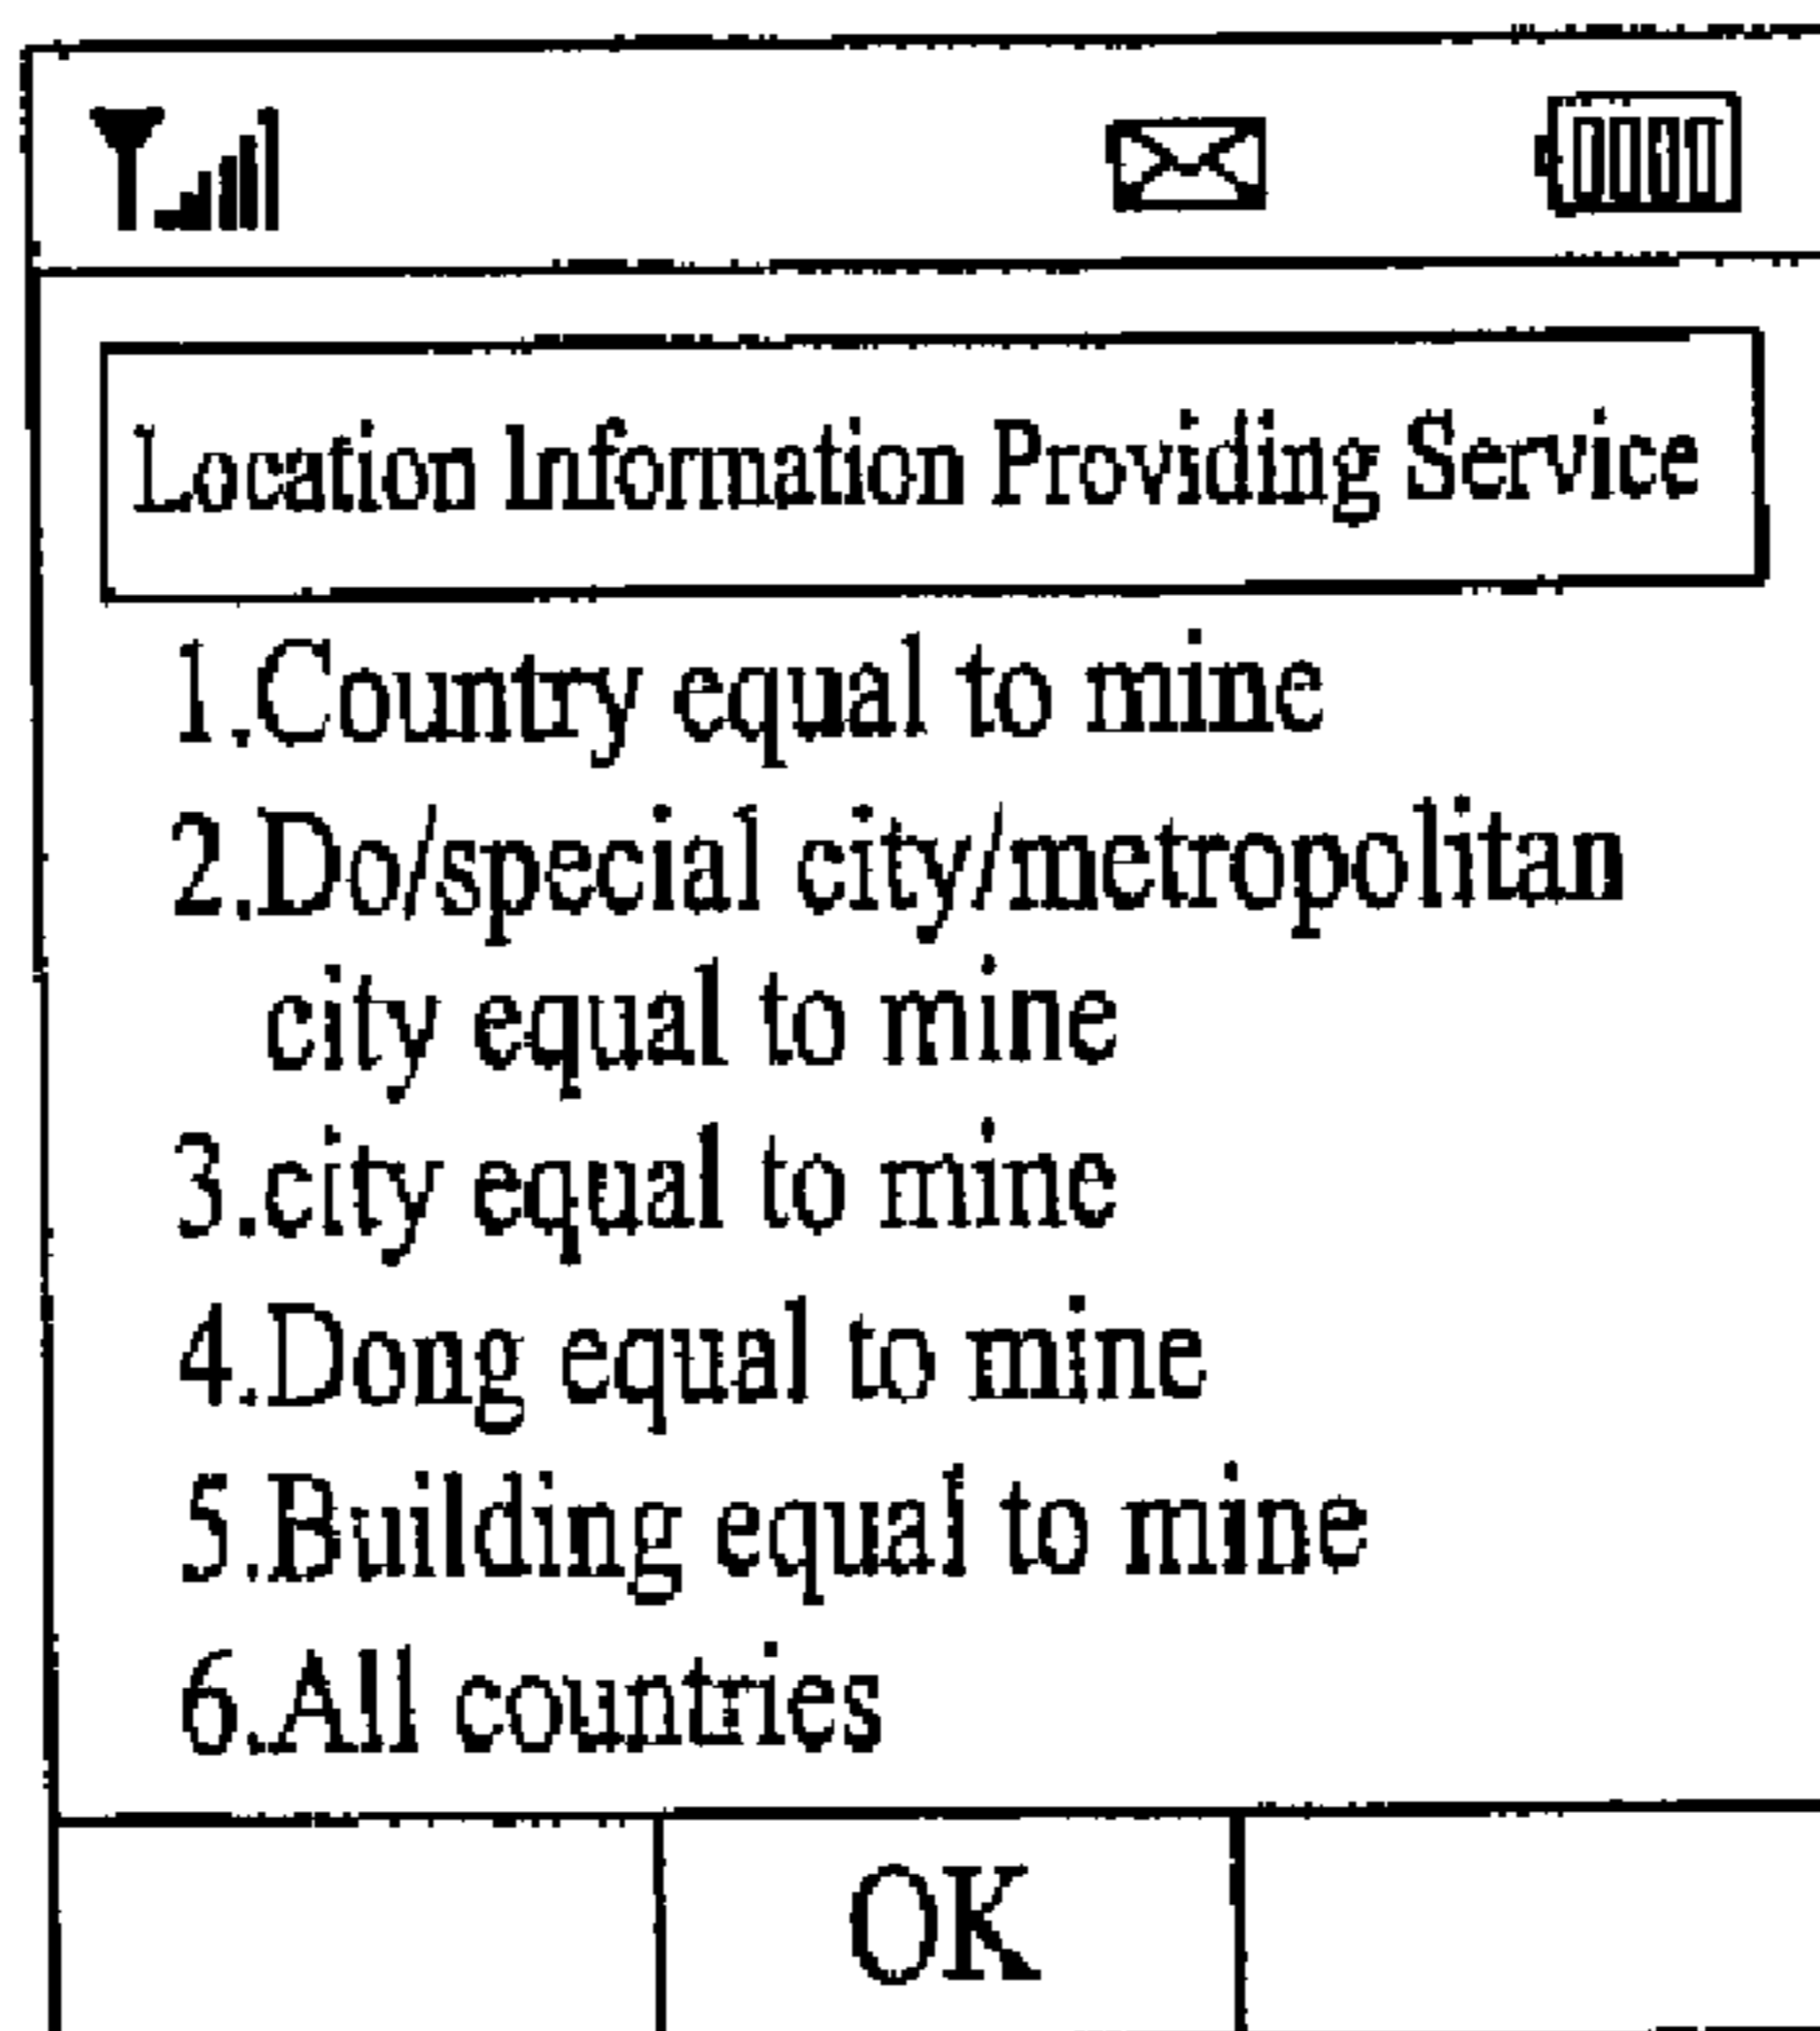 Location Information Providing Service
1.Country equal to mine
2.Do/special city/metropolitan
city equal to mine
3.city equal to mine
4.Dong equal to mine
5.Building equal to mine
6.All countries
OK